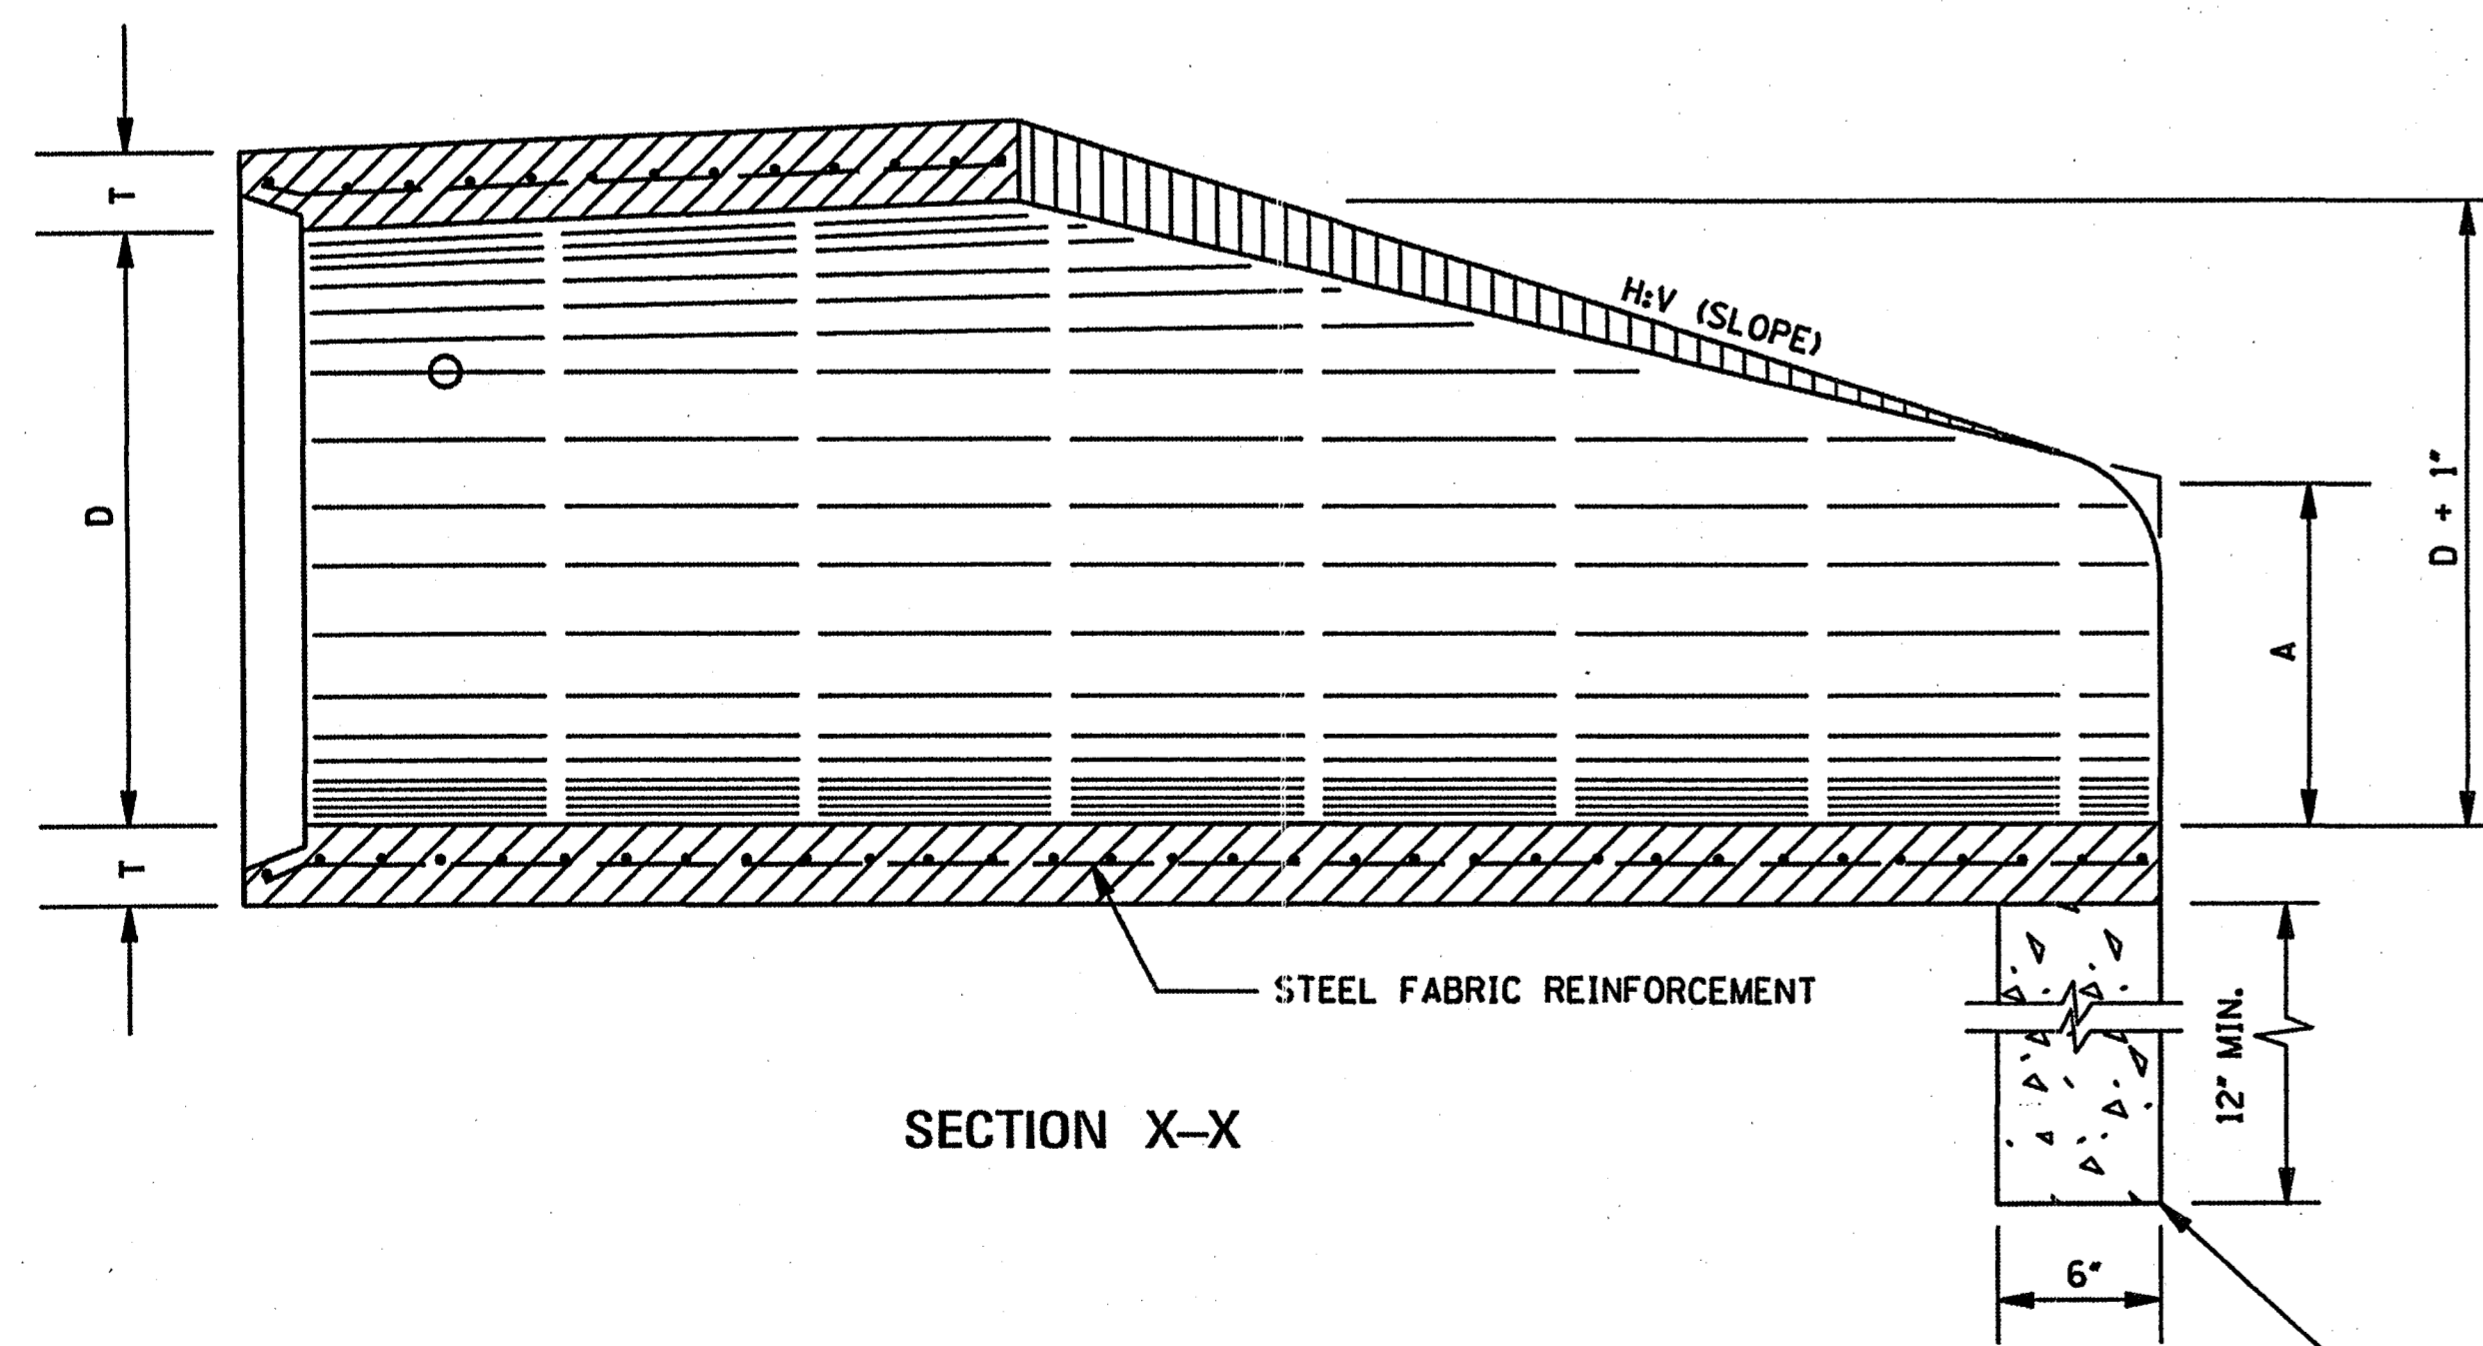 T
H:V (SLOPE)
D
D + 1"
A
T
STEEL FABRIC REINFORCEMENT
12" MIN.
SECTION X–X
6"